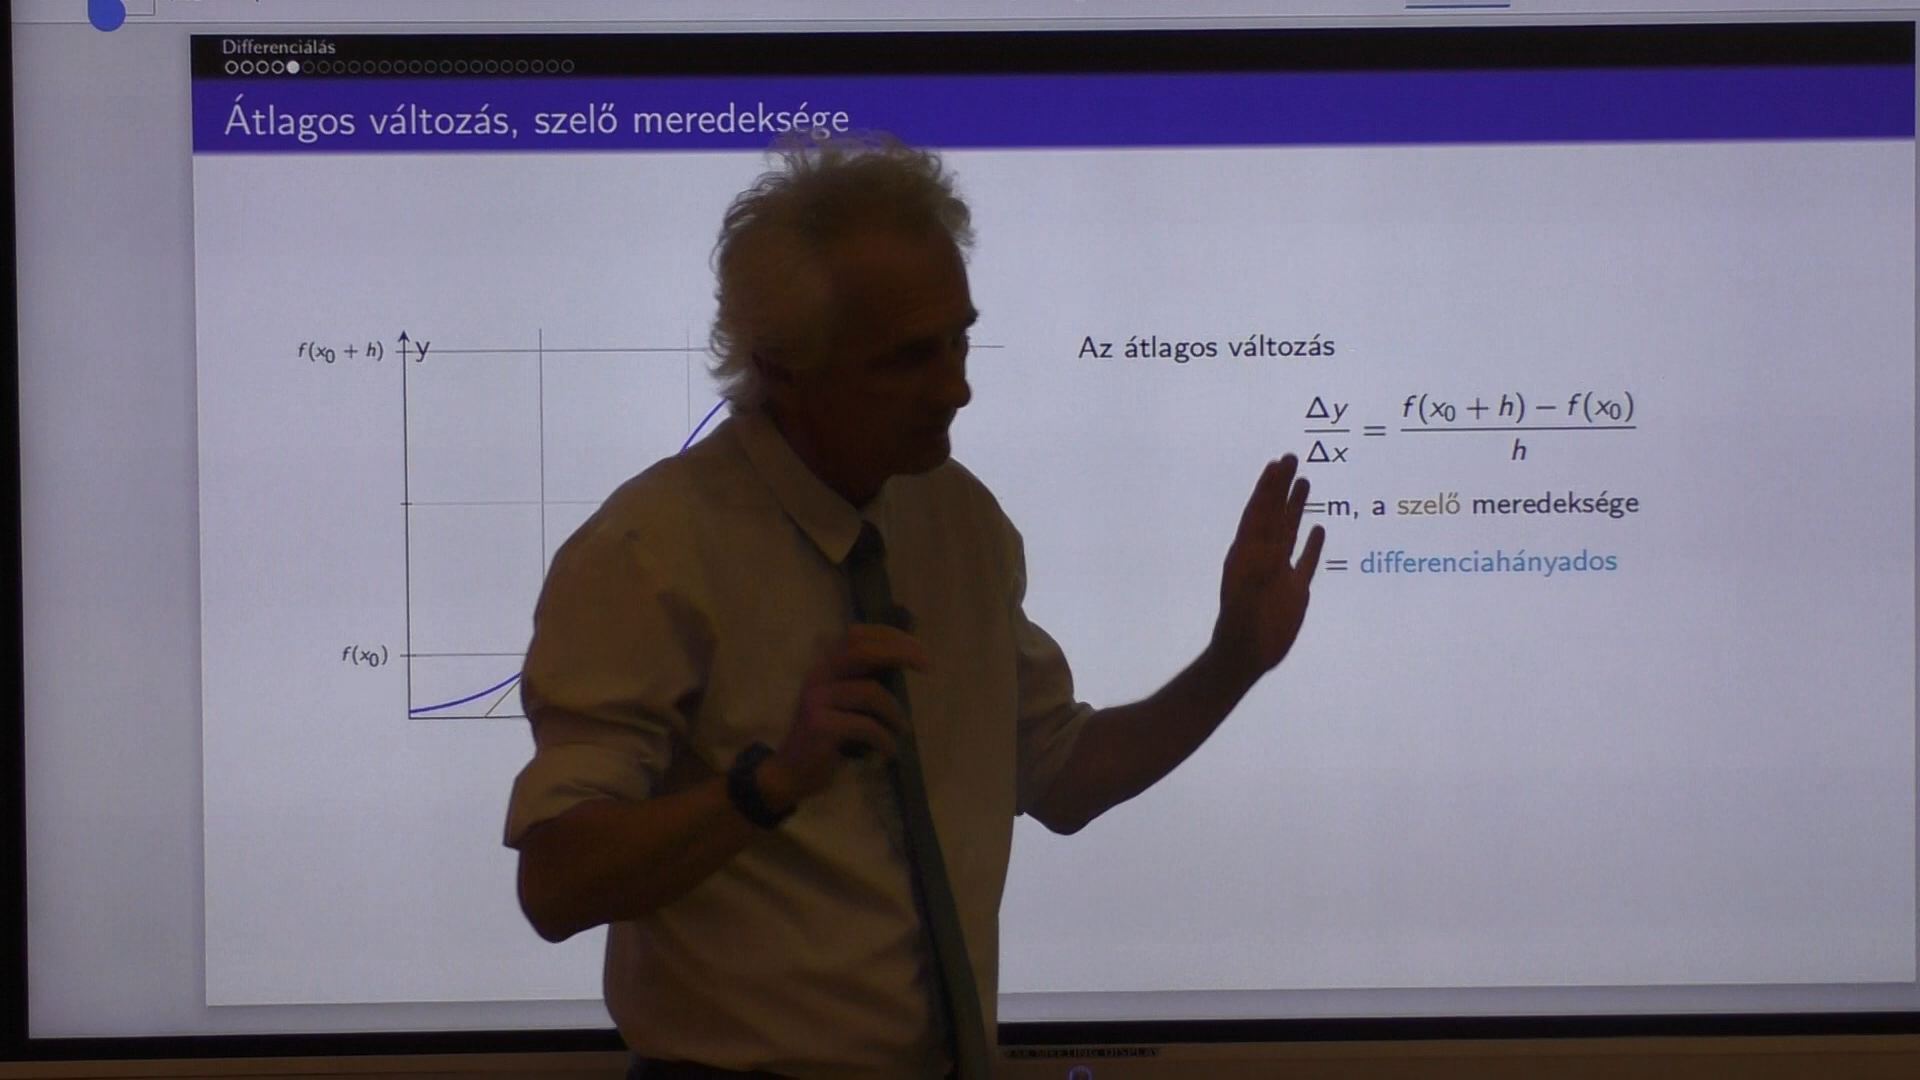 Differenciálás
Átlagos változás, szelő meredeksége
f(x₀ + h)
y
f(x₀)
Az átlagos változás
Δy/Δx = (f(x₀ + h) − f(x₀))/h
=m, a szelő meredeksége
= differenciahányados